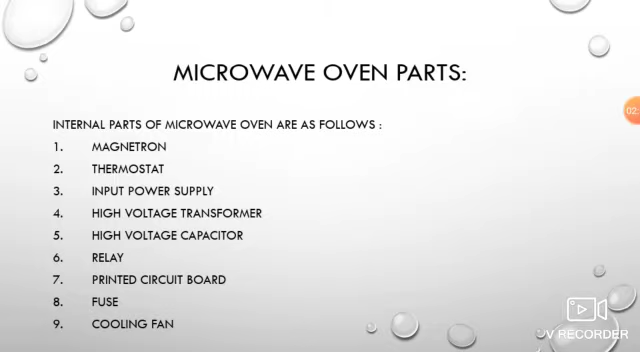 MICROWAVE OVEN PARTS:
INTERNAL PARTS OF MICROWAVE OVEN ARE AS FOLLOWS :
1. MAGNETRON
2. THERMOSTAT
3. INPUT POWER SUPPLY
4. HIGH VOLTAGE TRANSFORMER
5. HIGH VOLTAGE CAPACITOR
6. RELAY
7. PRINTED CIRCUIT BOARD
8. FUSE
9. COOLING FAN
RECORDER